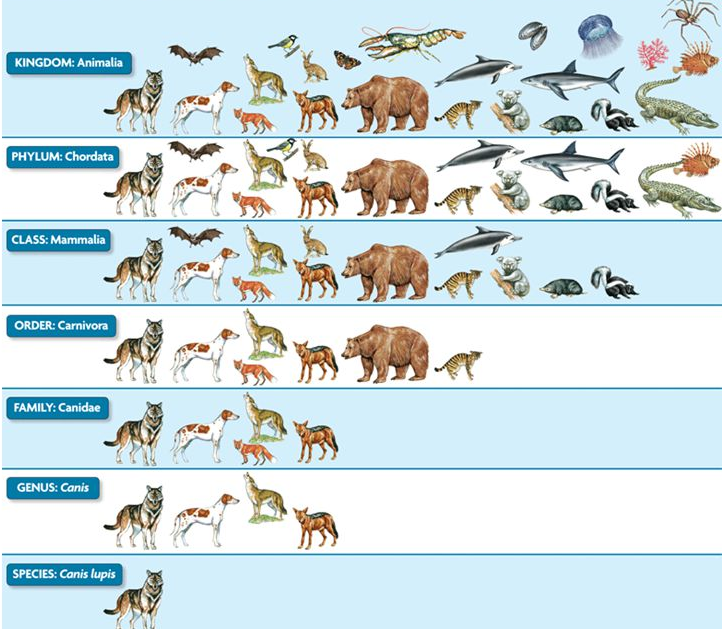 KINGDOM: Animalia
PHYLUM: Chordata
CLASS: Mammalia
ORDER: Carnivora
FAMILY: Canidae
GENUS: Canis
SPECIES: Canis lupis